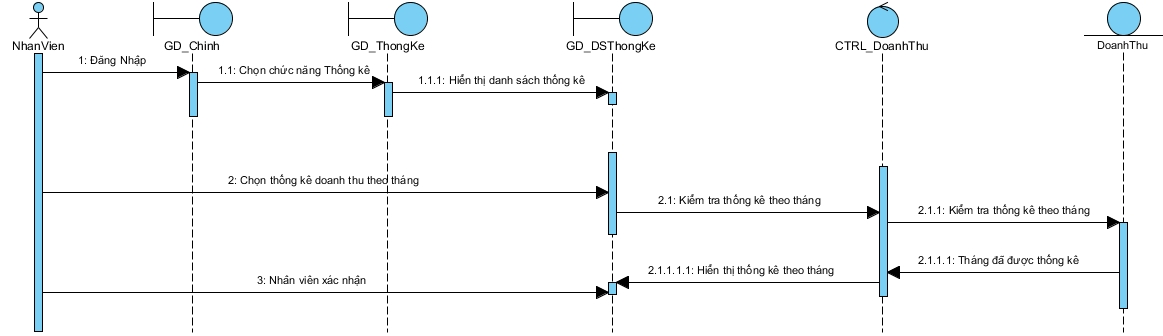 NhanVien
GD_Chinh
GD_ThongKe
GD_DSThongKe
CTRL_DoanhThu
DoanhThu
1: Đăng Nhập
1.1: Chọn chức năng Thống kê
1.1.1: Hiển thị danh sách thống kê
2: Chọn thống kê doanh thu theo tháng
2.1: Kiểm tra thống kê theo tháng
2.1.1: Kiểm tra thống kê theo tháng
2.1.1.1: Tháng đã được thống kê
2.1.1.1.1: Hiển thị thống kê theo tháng
3: Nhân viên xác nhận